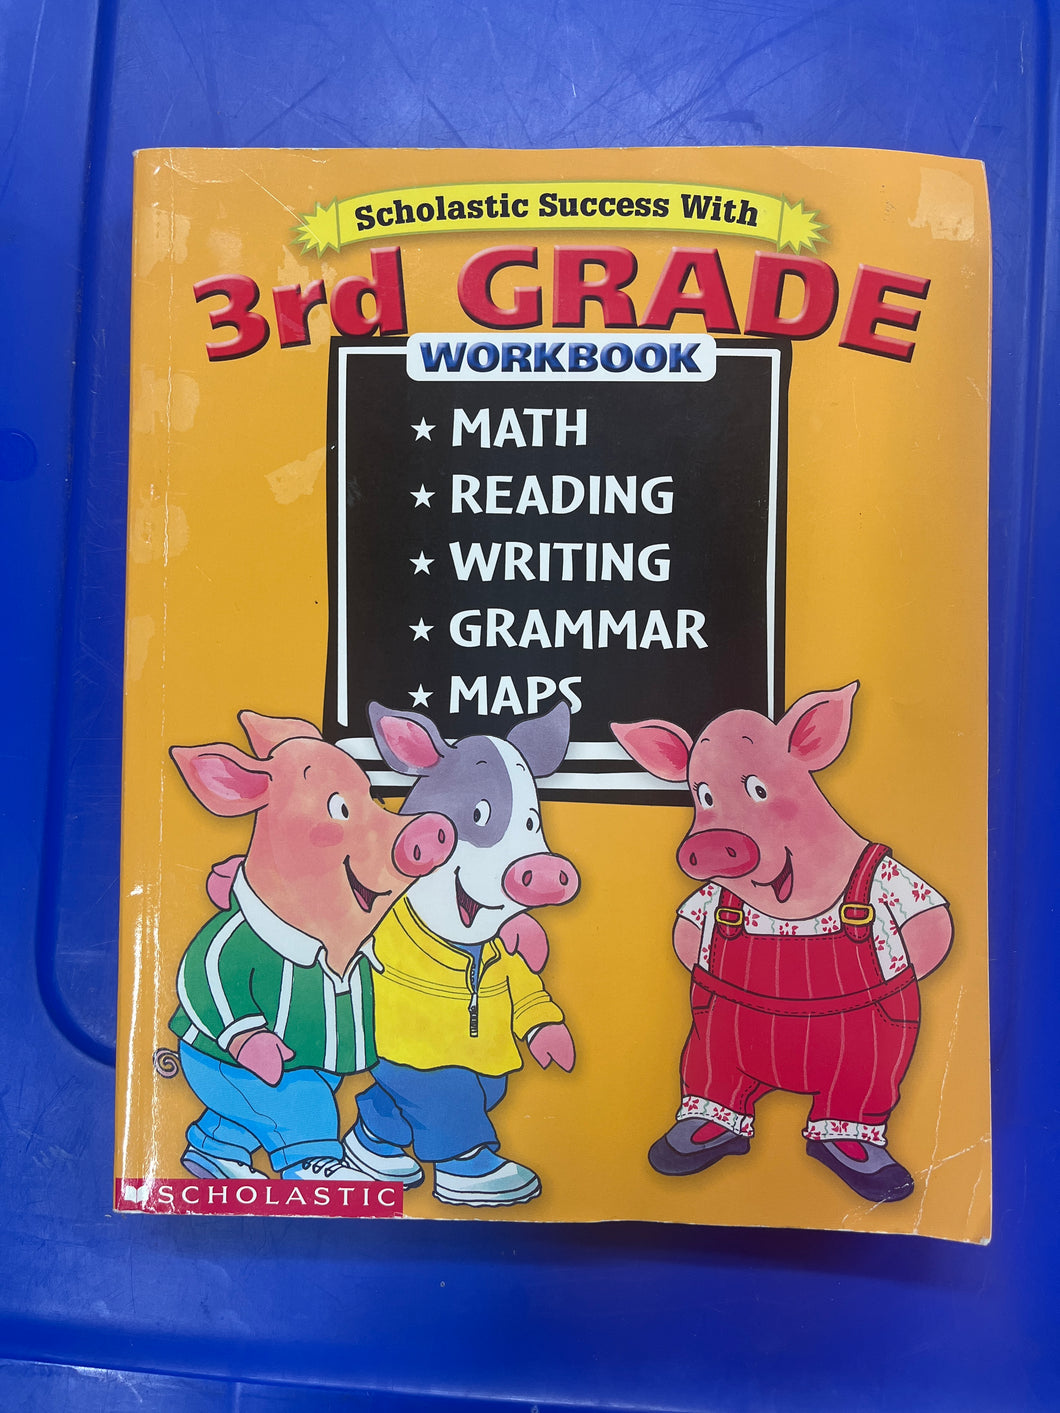 Scholastic Success With
3rd GRADE
WORKBOOK
★ MATH
★ READING
★ WRITING
★ GRAMMAR
★ MAPS
SCHOLASTIC